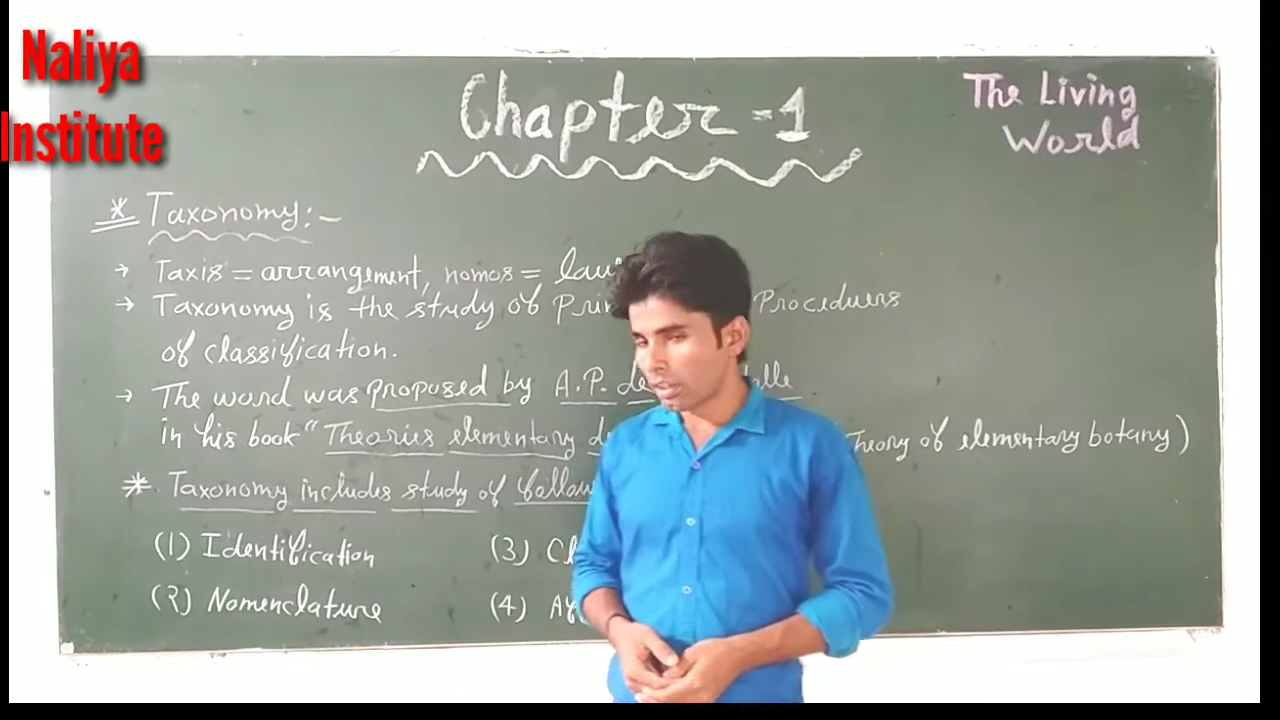 Naliya
Institute
Chapter - 1
The Living
World
* Taxonomy:-
→ Taxis = arrangement, nomos =
→ Taxonomy is the study of Proceduers
of classification.
→ The word was proposed by A.P. de
in his book "Theories elementary Theory of elementary botany)
* Taxonomy includes study of
(1) Identification (3)
(2) Nomenclature (4)